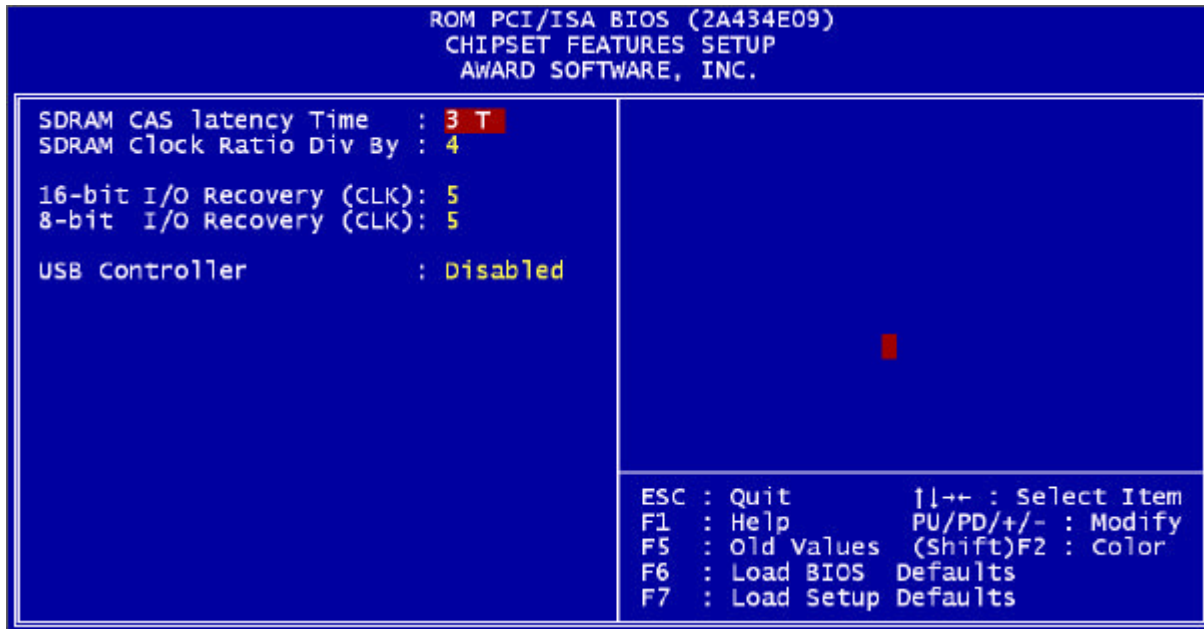 ROM PCI/ISA BIOS (2A434E09)
CHIPSET FEATURES SETUP
AWARD SOFTWARE, INC.
SDRAM CAS latency Time : 3 T
SDRAM Clock Ratio Div By : 4
16-bit I/O Recovery (CLK): 5
8-bit I/O Recovery (CLK): 5
USB Controller : Disabled
ESC : Quit ↑↓→← : Select Item
F1 : Help PU/PD/+/- : Modify
F5 : Old Values (Shift)F2 : Color
F6 : Load BIOS Defaults
F7 : Load Setup Defaults